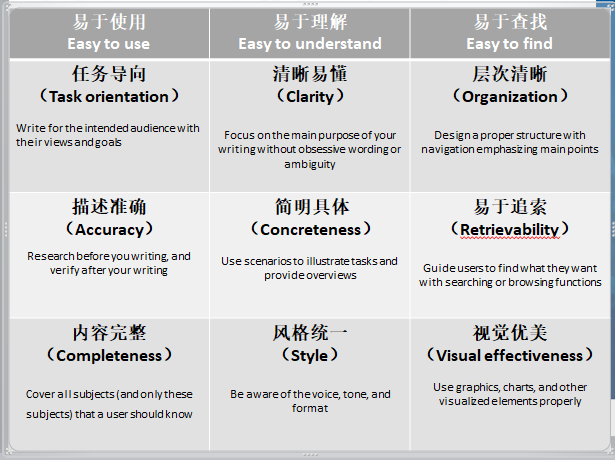 易于使用
Easy to use
易于理解
Easy to understand
易于查找
Easy to find
任务导向
（Task orientation）
Write for the intended audience with
their views and goals
清晰易懂
（Clarity）
Focus on the main purpose of your
writing without obsessive wording or
ambiguity
层次清晰
（Organization）
Design a proper structure with
navigation emphasizing main points
描述准确
（Accuracy）
Research before you writing, and
verify after your writing
简明具体
（Concreteness）
Use scenarios to illustrate tasks and
provide overviews
易于追索
（Retrievability）
Guide users to find what they want
with searching or browsing functions
内容完整
（Completeness）
Cover all subjects (and only these
subjects) that a user should know
风格统一
（Style）
Be aware of the voice, tone, and
format
视觉优美
（Visual effectiveness）
Use graphics, charts, and other
visualized elements properly